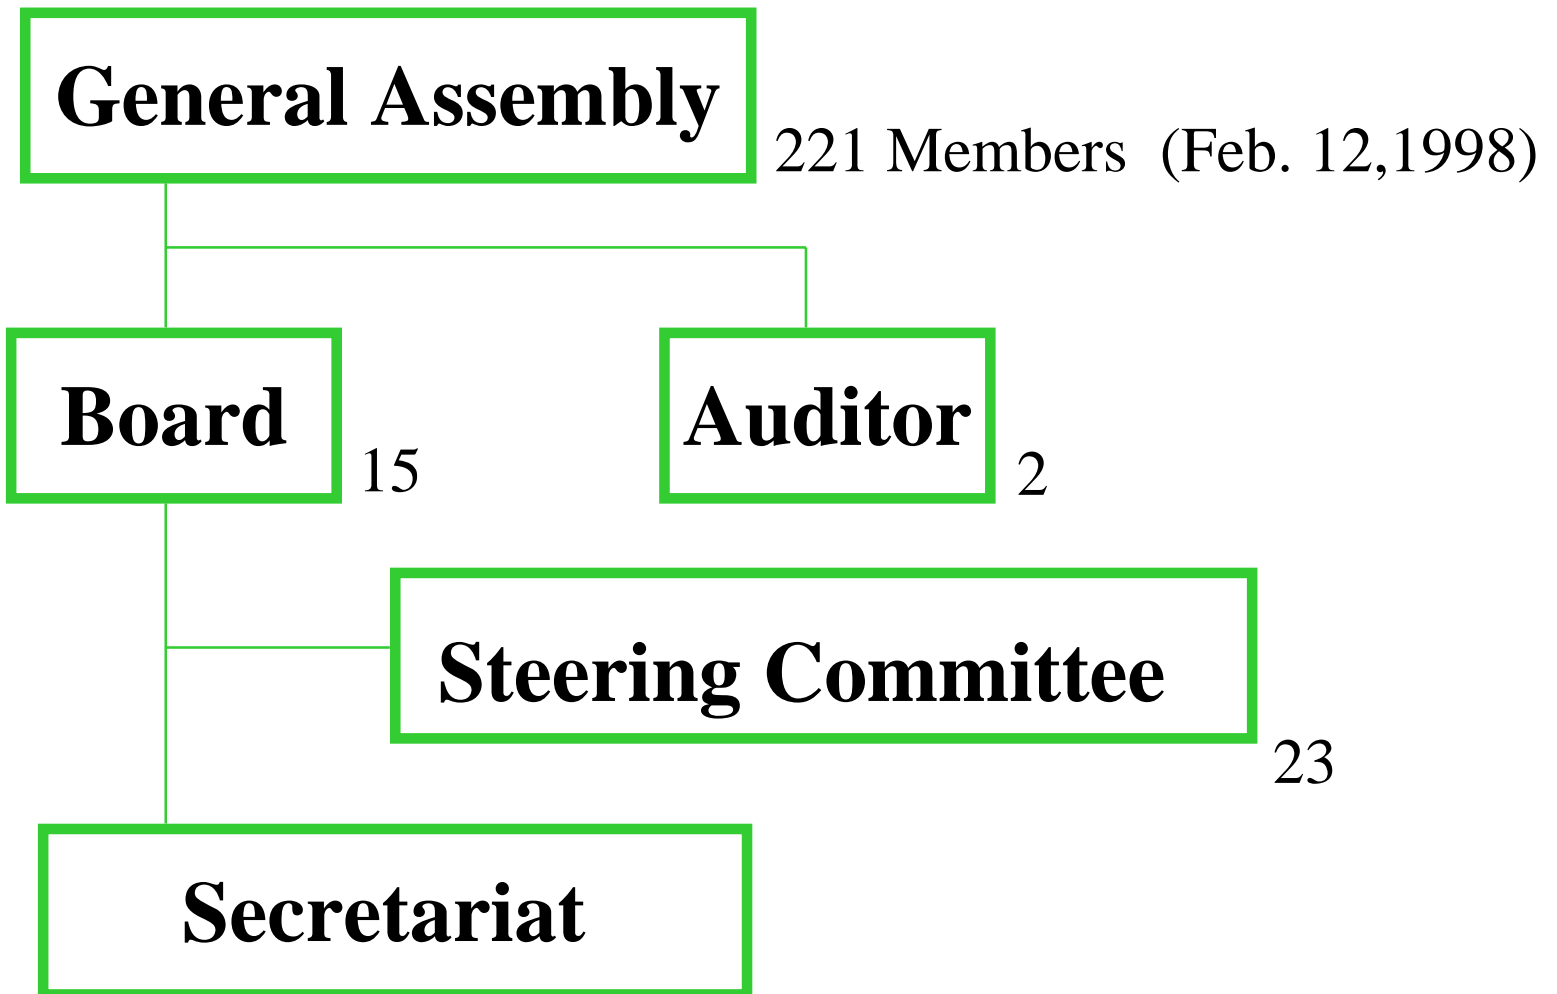 General Assembly
221 Members (Feb. 12,1998)
Board
15
Auditor
2
Steering Committee
23
Secretariat